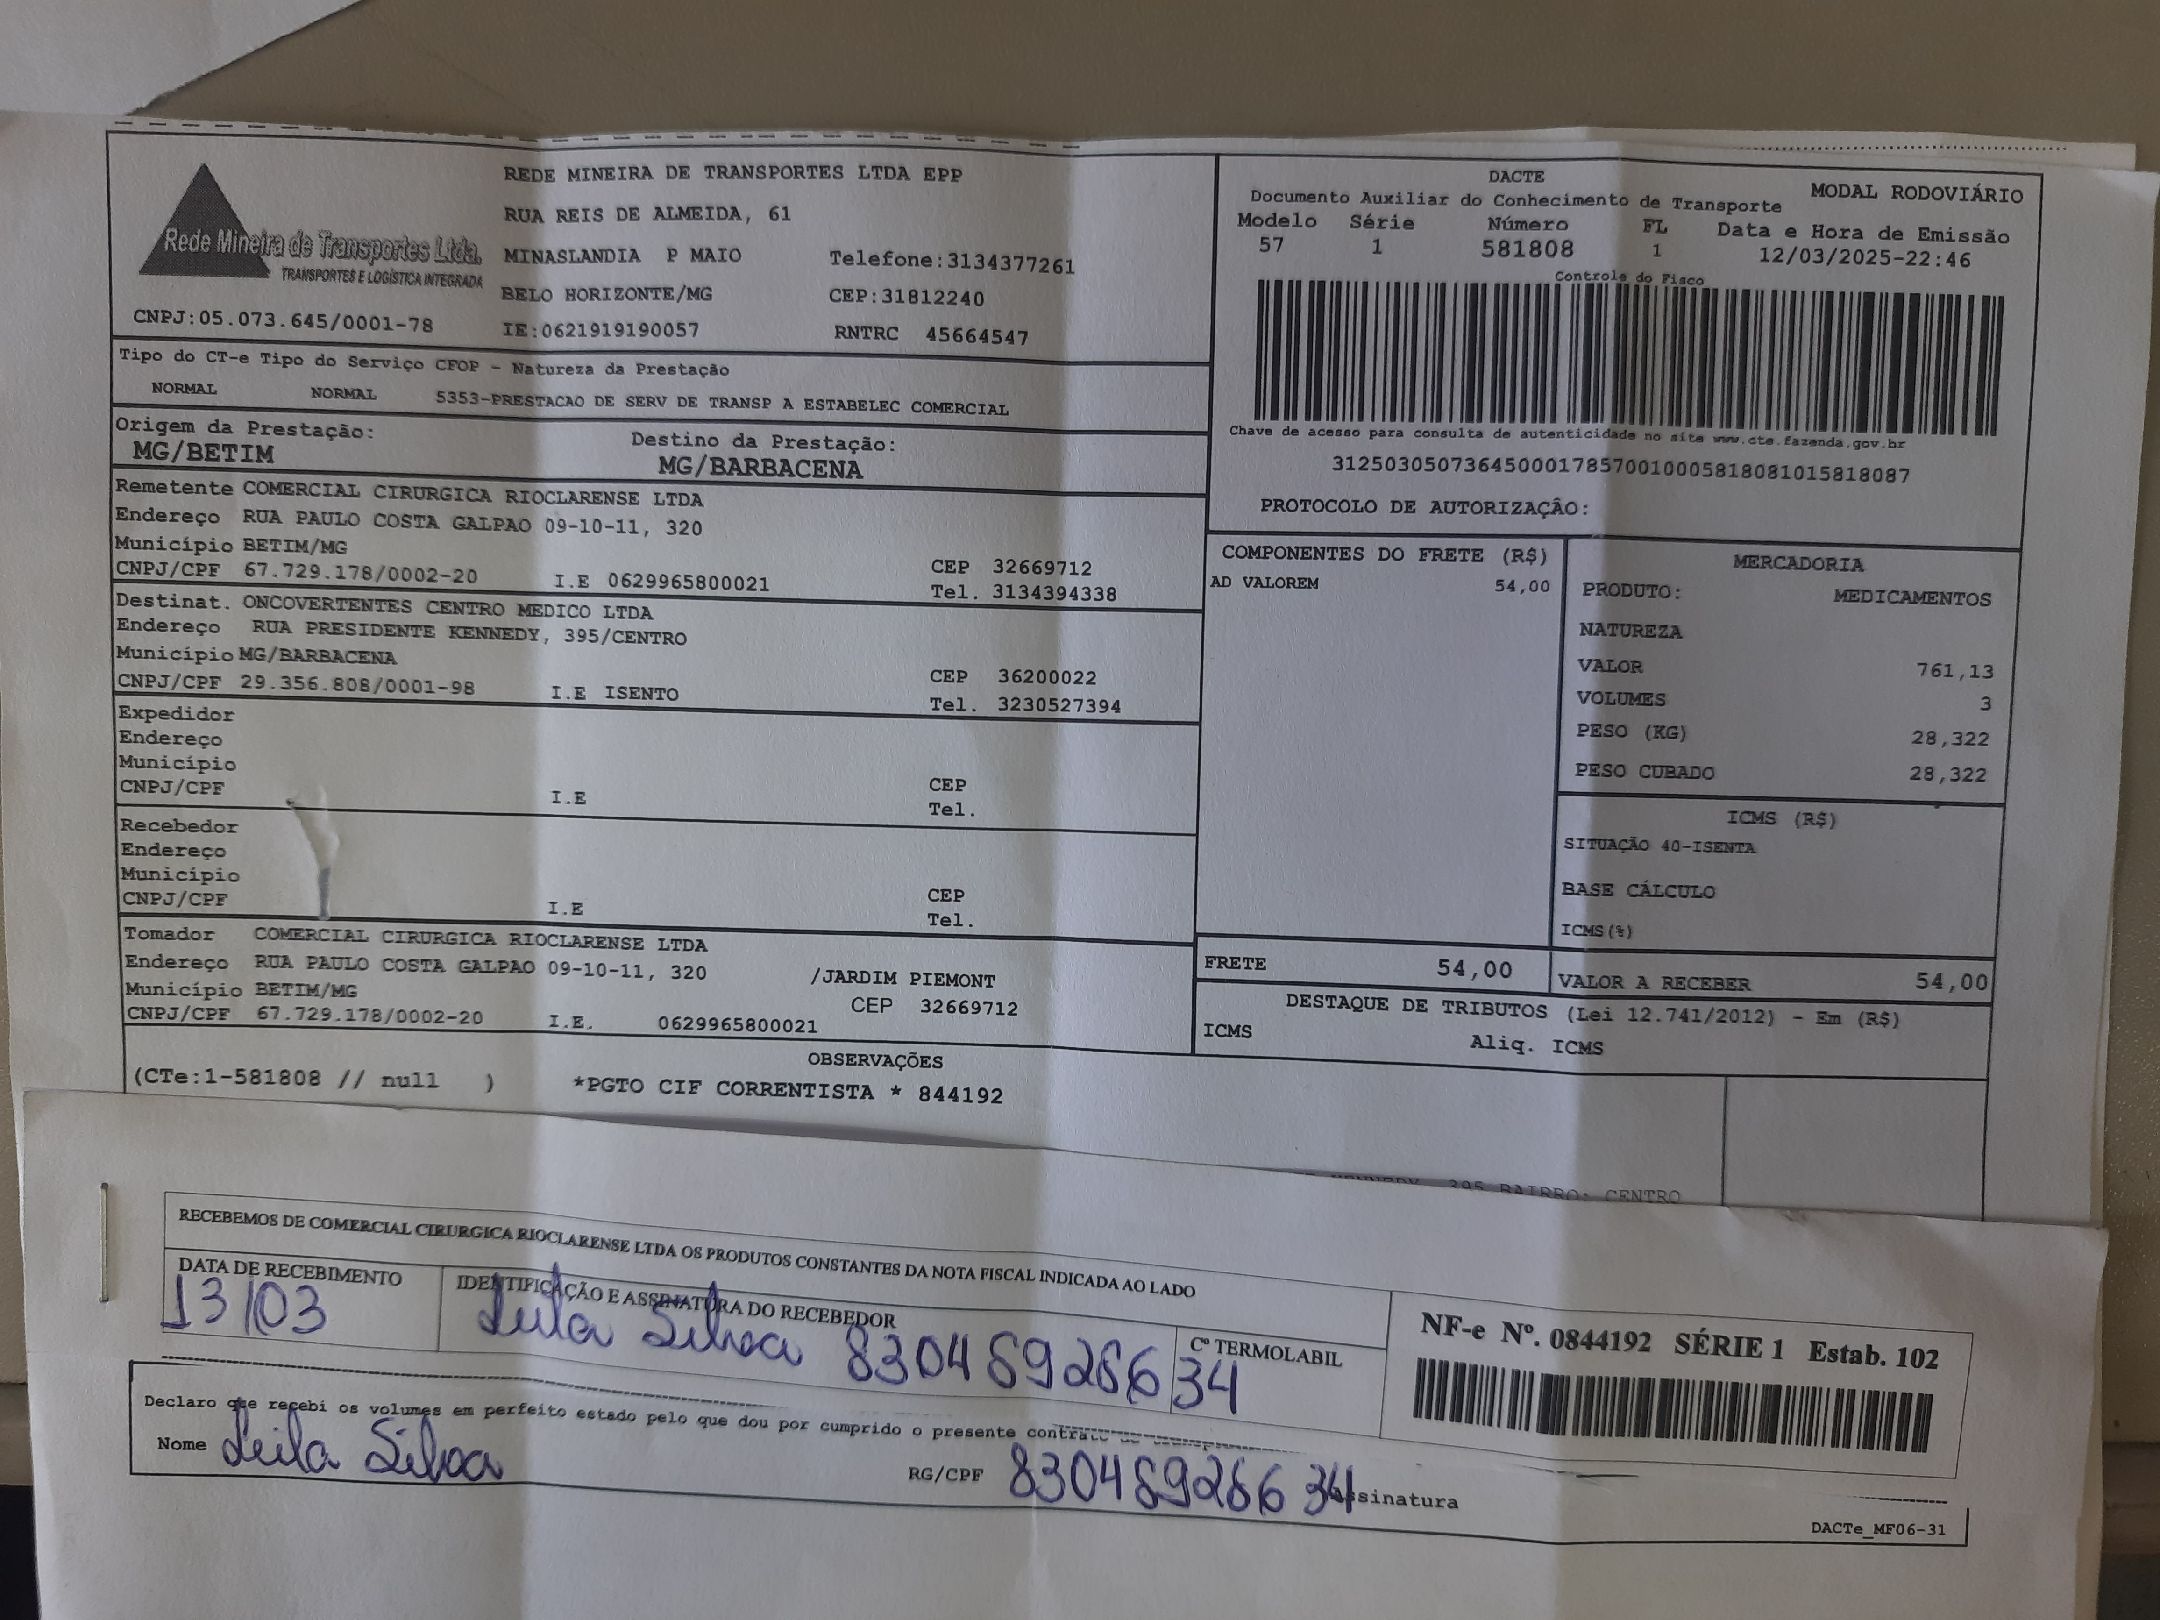 Rede Mineira de Transportes Ltda.
TRANSPORTES E LOGÍSTICA INTEGRADA
CNPJ:05.073.645/0001-78
REDE MINEIRA DE TRANSPORTES LTDA EPP
RUA REIS DE ALMEIDA, 61
MINASLANDIA P MAIO Telefone:3134377261
BELO HORIZONTE/MG CEP:31812240
IE:0621919190057 RNTRC 45664547
DACTE MODAL RODOVIÁRIO
Documento Auxiliar do Conhecimento de Transporte
Modelo Série Número FL Data e Hora de Emissão
57 1 581808 1 12/03/2025-22:46
Controle do Fisco
Chave de acesso para consulta de autenticidade no site www.cte.fazenda.gov.br
31250305073645000178570010005818081015818087
PROTOCOLO DE AUTORIZAÇÂO:
Tipo do CT-e Tipo do Serviço CFOP - Natureza da Prestação
NORMAL NORMAL 5353-PRESTACAO DE SERV DE TRANSP A ESTABELEC COMERCIAL
Origem da Prestação: Destino da Prestação:
MG/BETIM MG/BARBACENA
Remetente COMERCIAL CIRURGICA RIOCLARENSE LTDA
Endereço RUA PAULO COSTA GALPAO 09-10-11, 320
Município BETIM/MG CEP 32669712
CNPJ/CPF 67.729.178/0002-20 I.E 0629965800021 Tel. 3134394338
Destinat. ONCOVERTENTES CENTRO MEDICO LTDA
Endereço RUA PRESIDENTE KENNEDY, 395/CENTRO
Município MG/BARBACENA CEP 36200022
CNPJ/CPF 29.356.808/0001-98 I.E ISENTO Tel. 3230527394
Expedidor
Endereço
Município CEP
CNPJ/CPF I.E Tel.
Recebedor
Endereço
Município CEP
CNPJ/CPF I.E Tel.
Tomador COMERCIAL CIRURGICA RIOCLARENSE LTDA
Endereço RUA PAULO COSTA GALPAO 09-10-11, 320 /JARDIM PIEMONT
Município BETIM/MG CEP 32669712
CNPJ/CPF 67.729.178/0002-20 I.E. 0629965800021
COMPONENTES DO FRETE (R$)
AD VALOREM 54,00
MERCADORIA
PRODUTO: MEDICAMENTOS
NATUREZA
VALOR 761,13
VOLUMES 3
PESO (KG) 28,322
PESO CUBADO 28,322
ICMS (R$)
SITUAÇÃO 40-ISENTA
BASE CÁLCULO
ICMS(%)
FRETE 54,00 VALOR A RECEBER 54,00
DESTAQUE DE TRIBUTOS (Lei 12.741/2012) - Em (R$)
ICMS Aliq. ICMS
OBSERVAÇÕES
(CTe:1-581808 // null ) *PGTO CIF CORRENTISTA * 844192
395 BAIRRO: CENTRO
RECEBEMOS DE COMERCIAL CIRURGICA RIOCLARENSE LTDA OS PRODUTOS CONSTANTES DA NOTA FISCAL INDICADA AO LADO
DATA DE RECEBIMENTO IDENTIFICAÇÃO E ASSINATURA DO RECEBEDOR Cº TERMOLABIL
13/03 Leila Silva 830489286 34
NF-e Nº. 0844192 SÉRIE 1 Estab. 102
Declaro que recebi os volumes em perfeito estado pelo que dou por cumprido o presente
Nome Leila Silva RG/CPF 830489286 34 Assinatura
DACTe_MF06-31